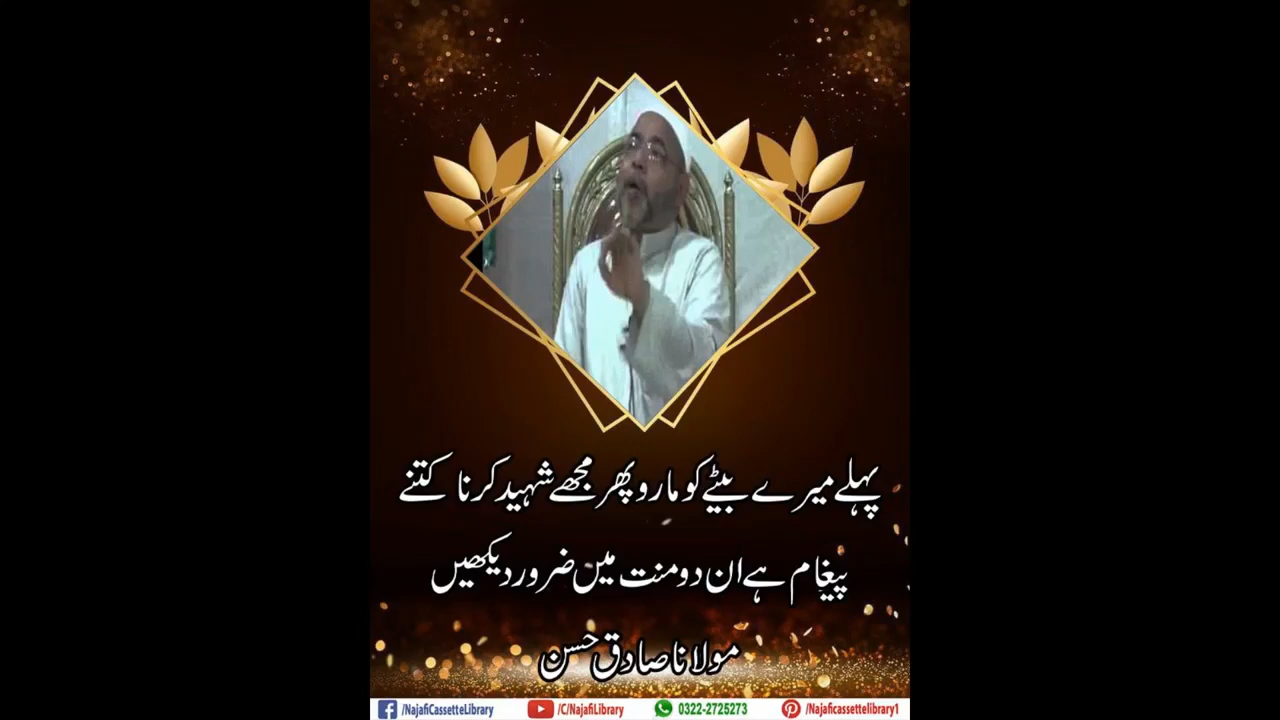 پہلے میرے بیٹے کو مارو پھر مجھے شہید کرنا کتنے
پیغام ہے ان دو منت میں ضرور دیکھیں
مولانا صادق حسن
/NajafiCassetteLibrary /C/NajafiLibrary 0322-2725273 /Najaficassettelibrary1